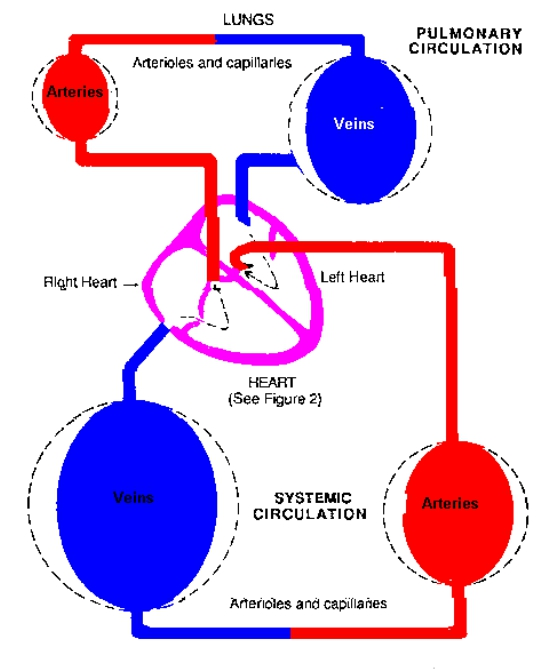 LUNGS
PULMONARY
CIRCULATION
Arterioles and capillaries
Arteries
Veins
Right Heart
Left Heart
HEART
(See Figure 2)
Veins
SYSTEMIC
CIRCULATION
Arteries
Arterioles and capillaries